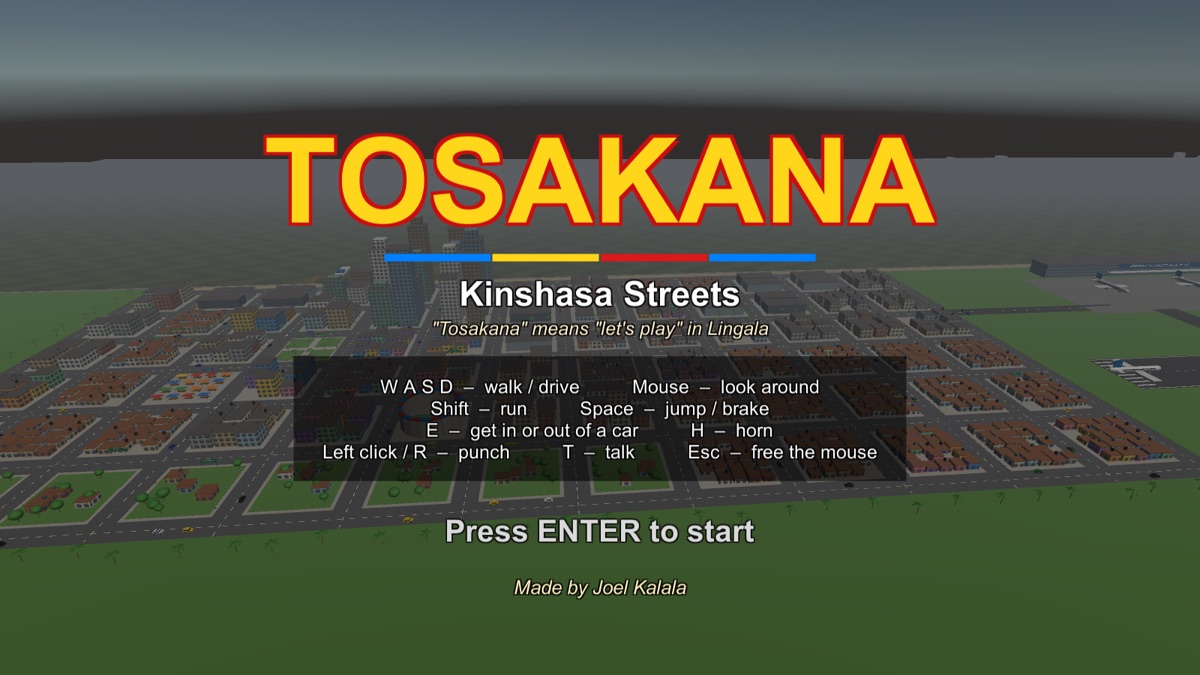 TOSAKANA
Kinshasa Streets
"Tosakana" means "let's play" in Lingala
W A S D – walk / drive Mouse – look around
Shift – run Space – jump / brake
E – get in or out of a car H – horn
Left click / R – punch T – talk Esc – free the mouse
Press ENTER to start
Made by Joel Kalala